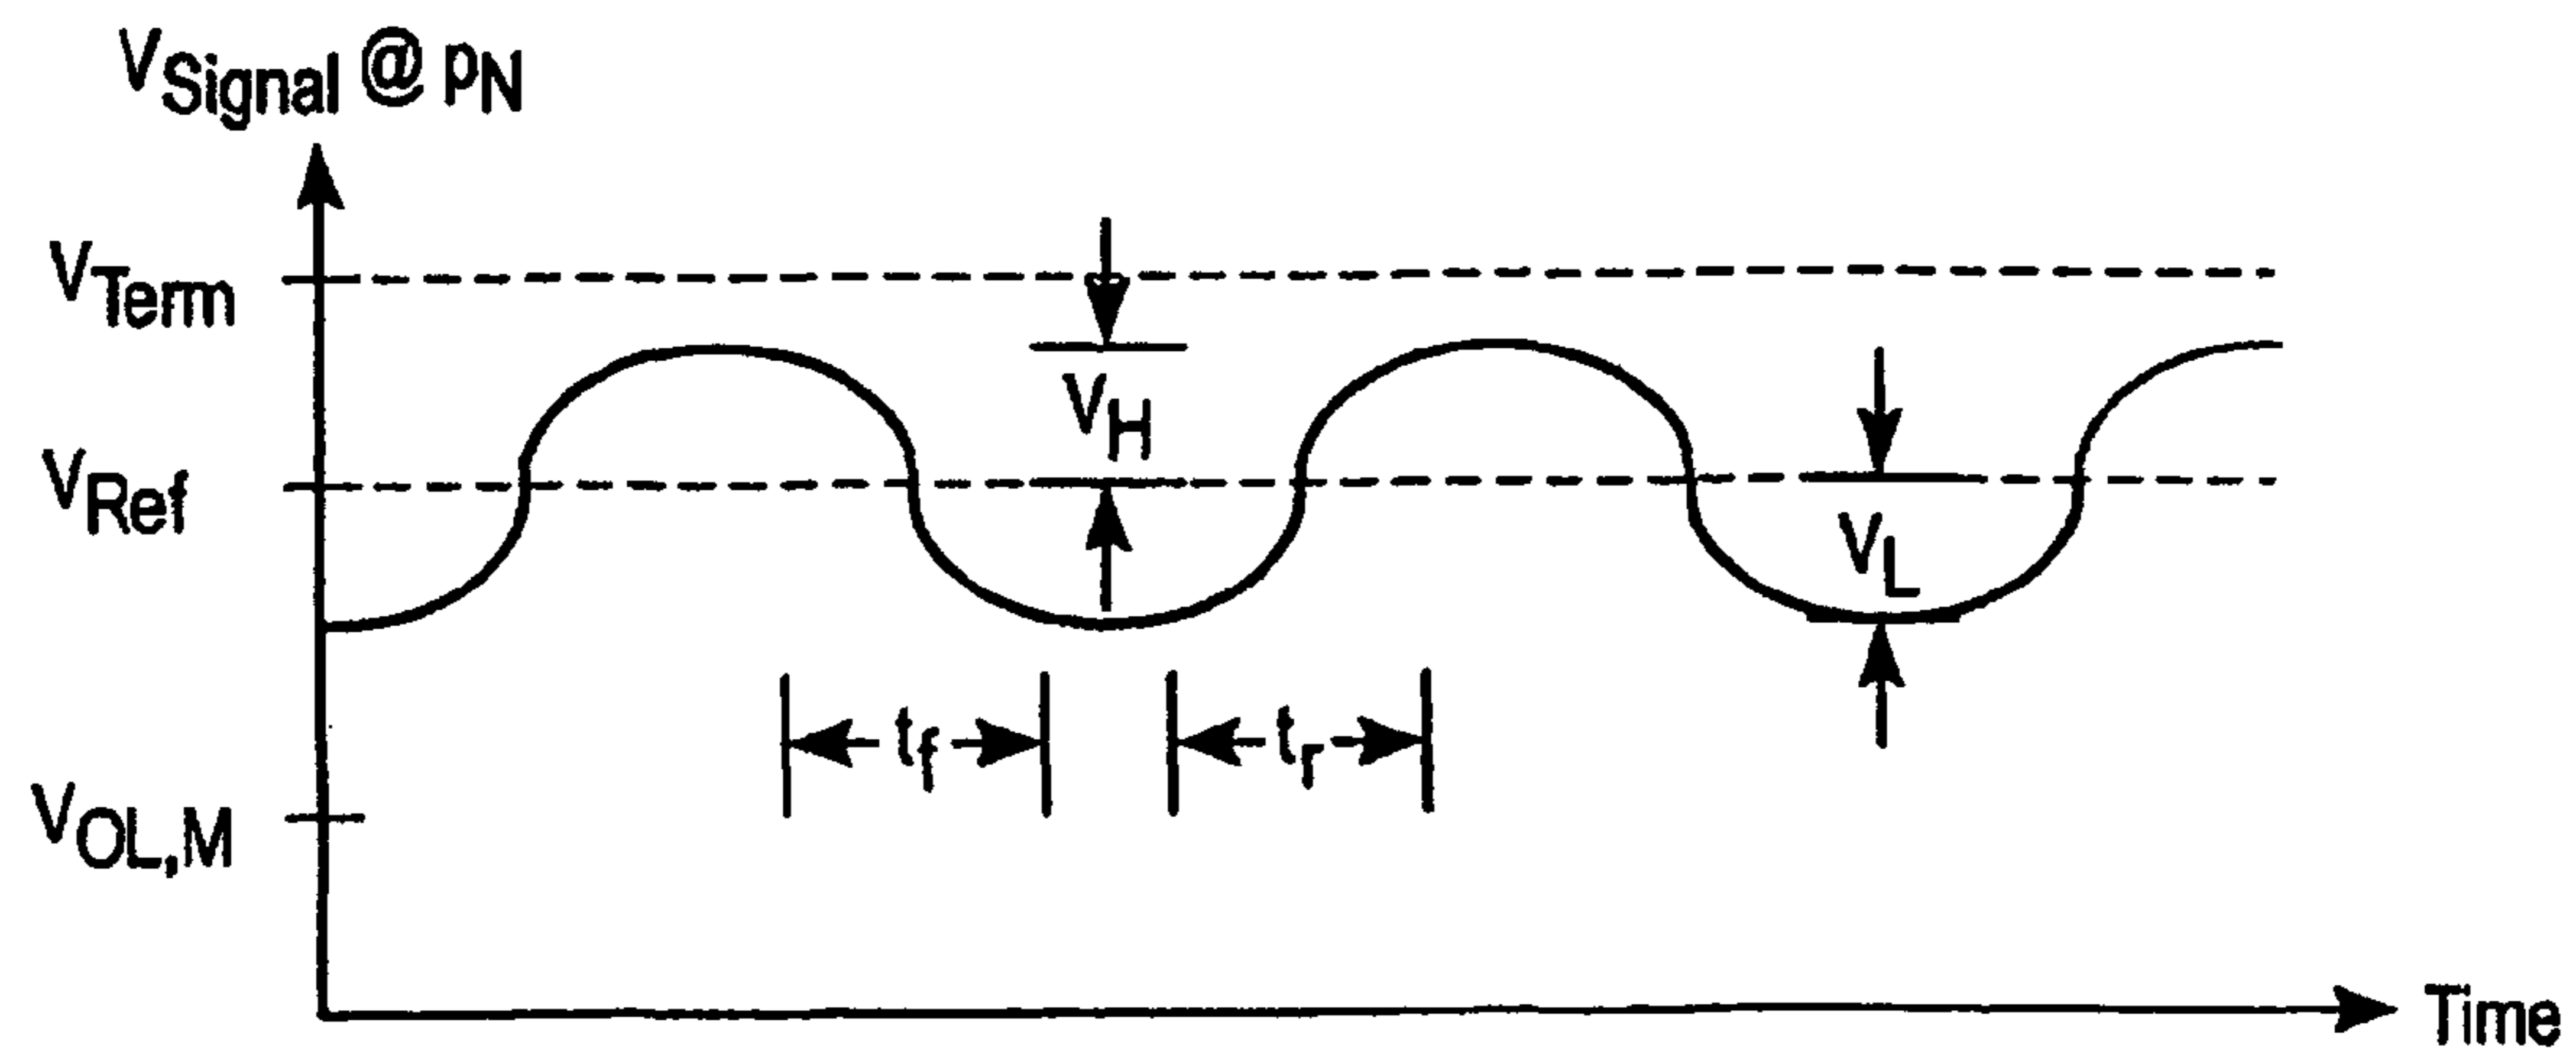 VSignal @ pN
VTerm
VH
VRef
VL
tf
tr
VOL,M
Time